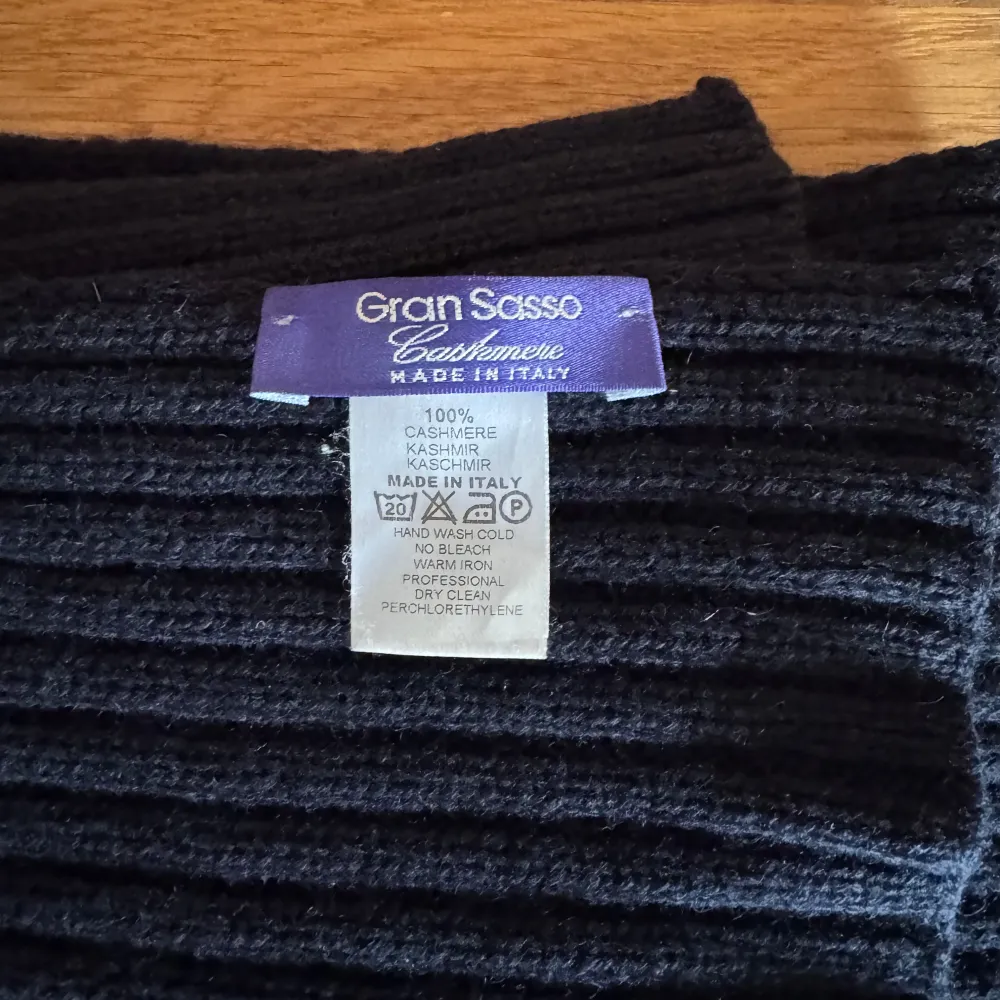 Gran Sasso
Cashmere
MADE IN ITALY
100%
CASHMERE
KASHMIR
KASCHMIR
MADE IN ITALY
20 P
HAND WASH COLD
NO BLEACH
WARM IRON
PROFESSIONAL
DRY CLEAN
PERCHLORETHYLENE